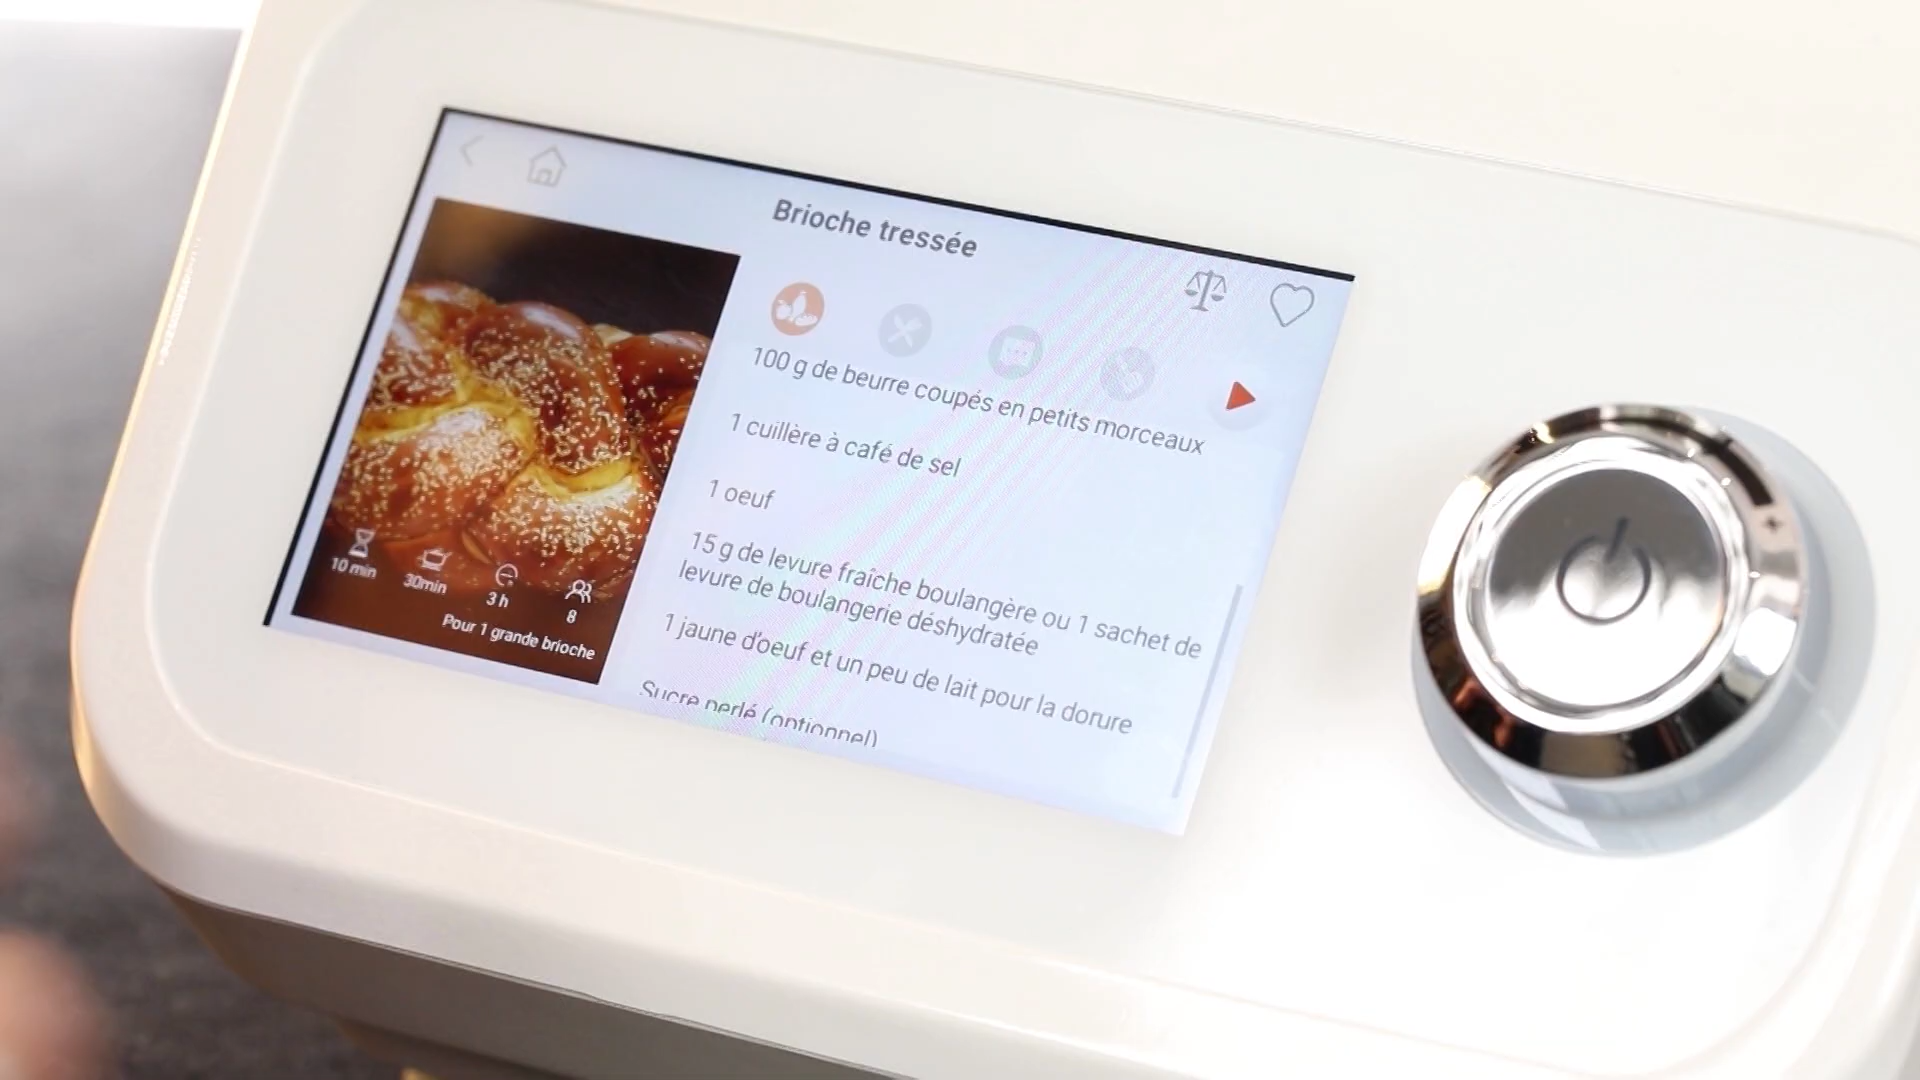 Brioche tressée
100 g de beurre coupés en petits morceaux
1 cuillère à café de sel
1 oeuf
15 g de levure fraîche boulangère ou 1 sachet de
levure de boulangerie déshydratée
1 jaune d'oeuf et un peu de lait pour la dorure
Sucre perlé (optionnel)
10 min
30min
3 h
8
Pour 1 grande brioche
+